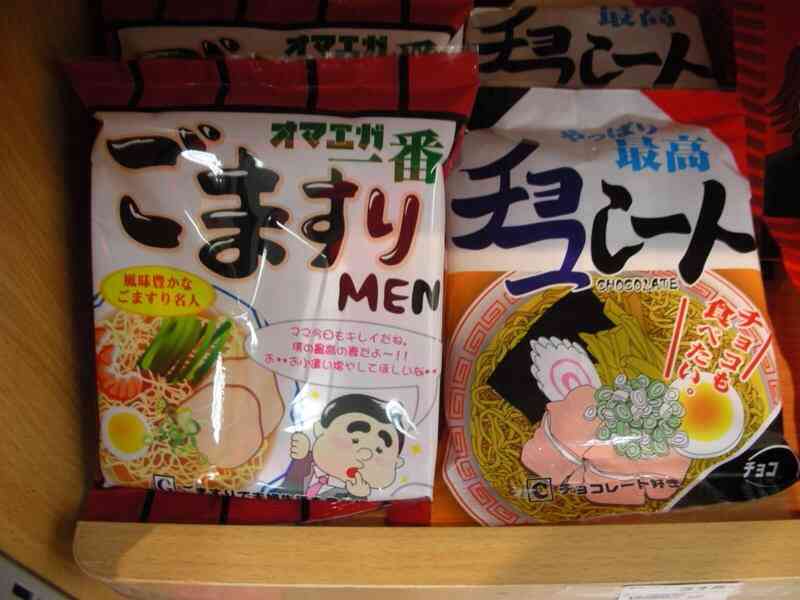 オマエガ
最高
チョコレート
オマエガ
一番
ごますり
MEN
風味豊かな
ごますり名人
ママ今日もキレイだね。
僕の最高の妻だよ〜!!
やっぱり
最高
チョコレート
CHOCOLATE
チョコも
食べたい。
チョコレート好き
チョコ